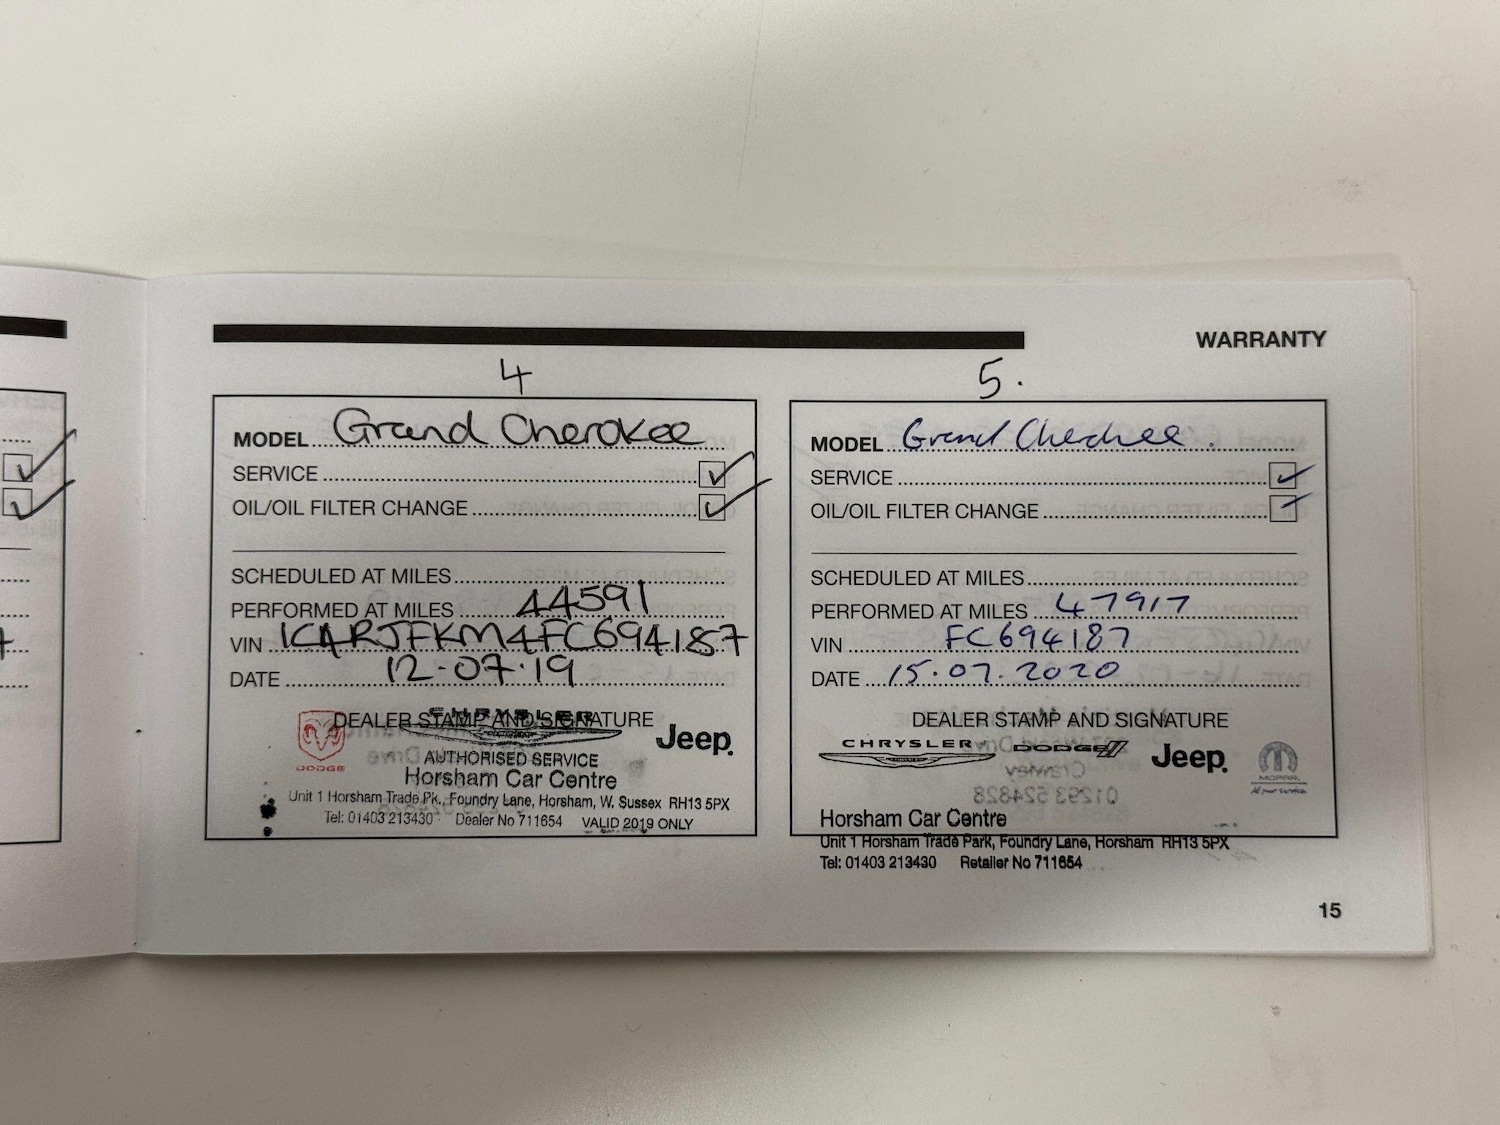 WARRANTY
4
MODEL Grand Cherokee
SERVICE ✓
OIL/OIL FILTER CHANGE ✓
SCHEDULED AT MILES
PERFORMED AT MILES 44591
VIN 1C4RJFKM4FC694187
DATE 12-07-19
DEALER STAMP AND SIGNATURE
CHRYSLER
DODGE
Jeep
AUTHORISED SERVICE
Horsham Car Centre
Unit 1 Horsham Trade Pk., Foundry Lane, Horsham, W. Sussex RH13 5PX
Tel: 01403 213430 Dealer No 711654 VALID 2019 ONLY
5.
MODEL Grand Cherokee.
SERVICE ✓
OIL/OIL FILTER CHANGE ✓
SCHEDULED AT MILES
PERFORMED AT MILES 47917
VIN FC694187
DATE 15.07.2020
DEALER STAMP AND SIGNATURE
CHRYSLER DODGE Jeep
MOPAR
Horsham Car Centre
Unit 1 Horsham Trade Park, Foundry Lane, Horsham RH13 5PX
Tel: 01403 213430 Retailer No 711654
15